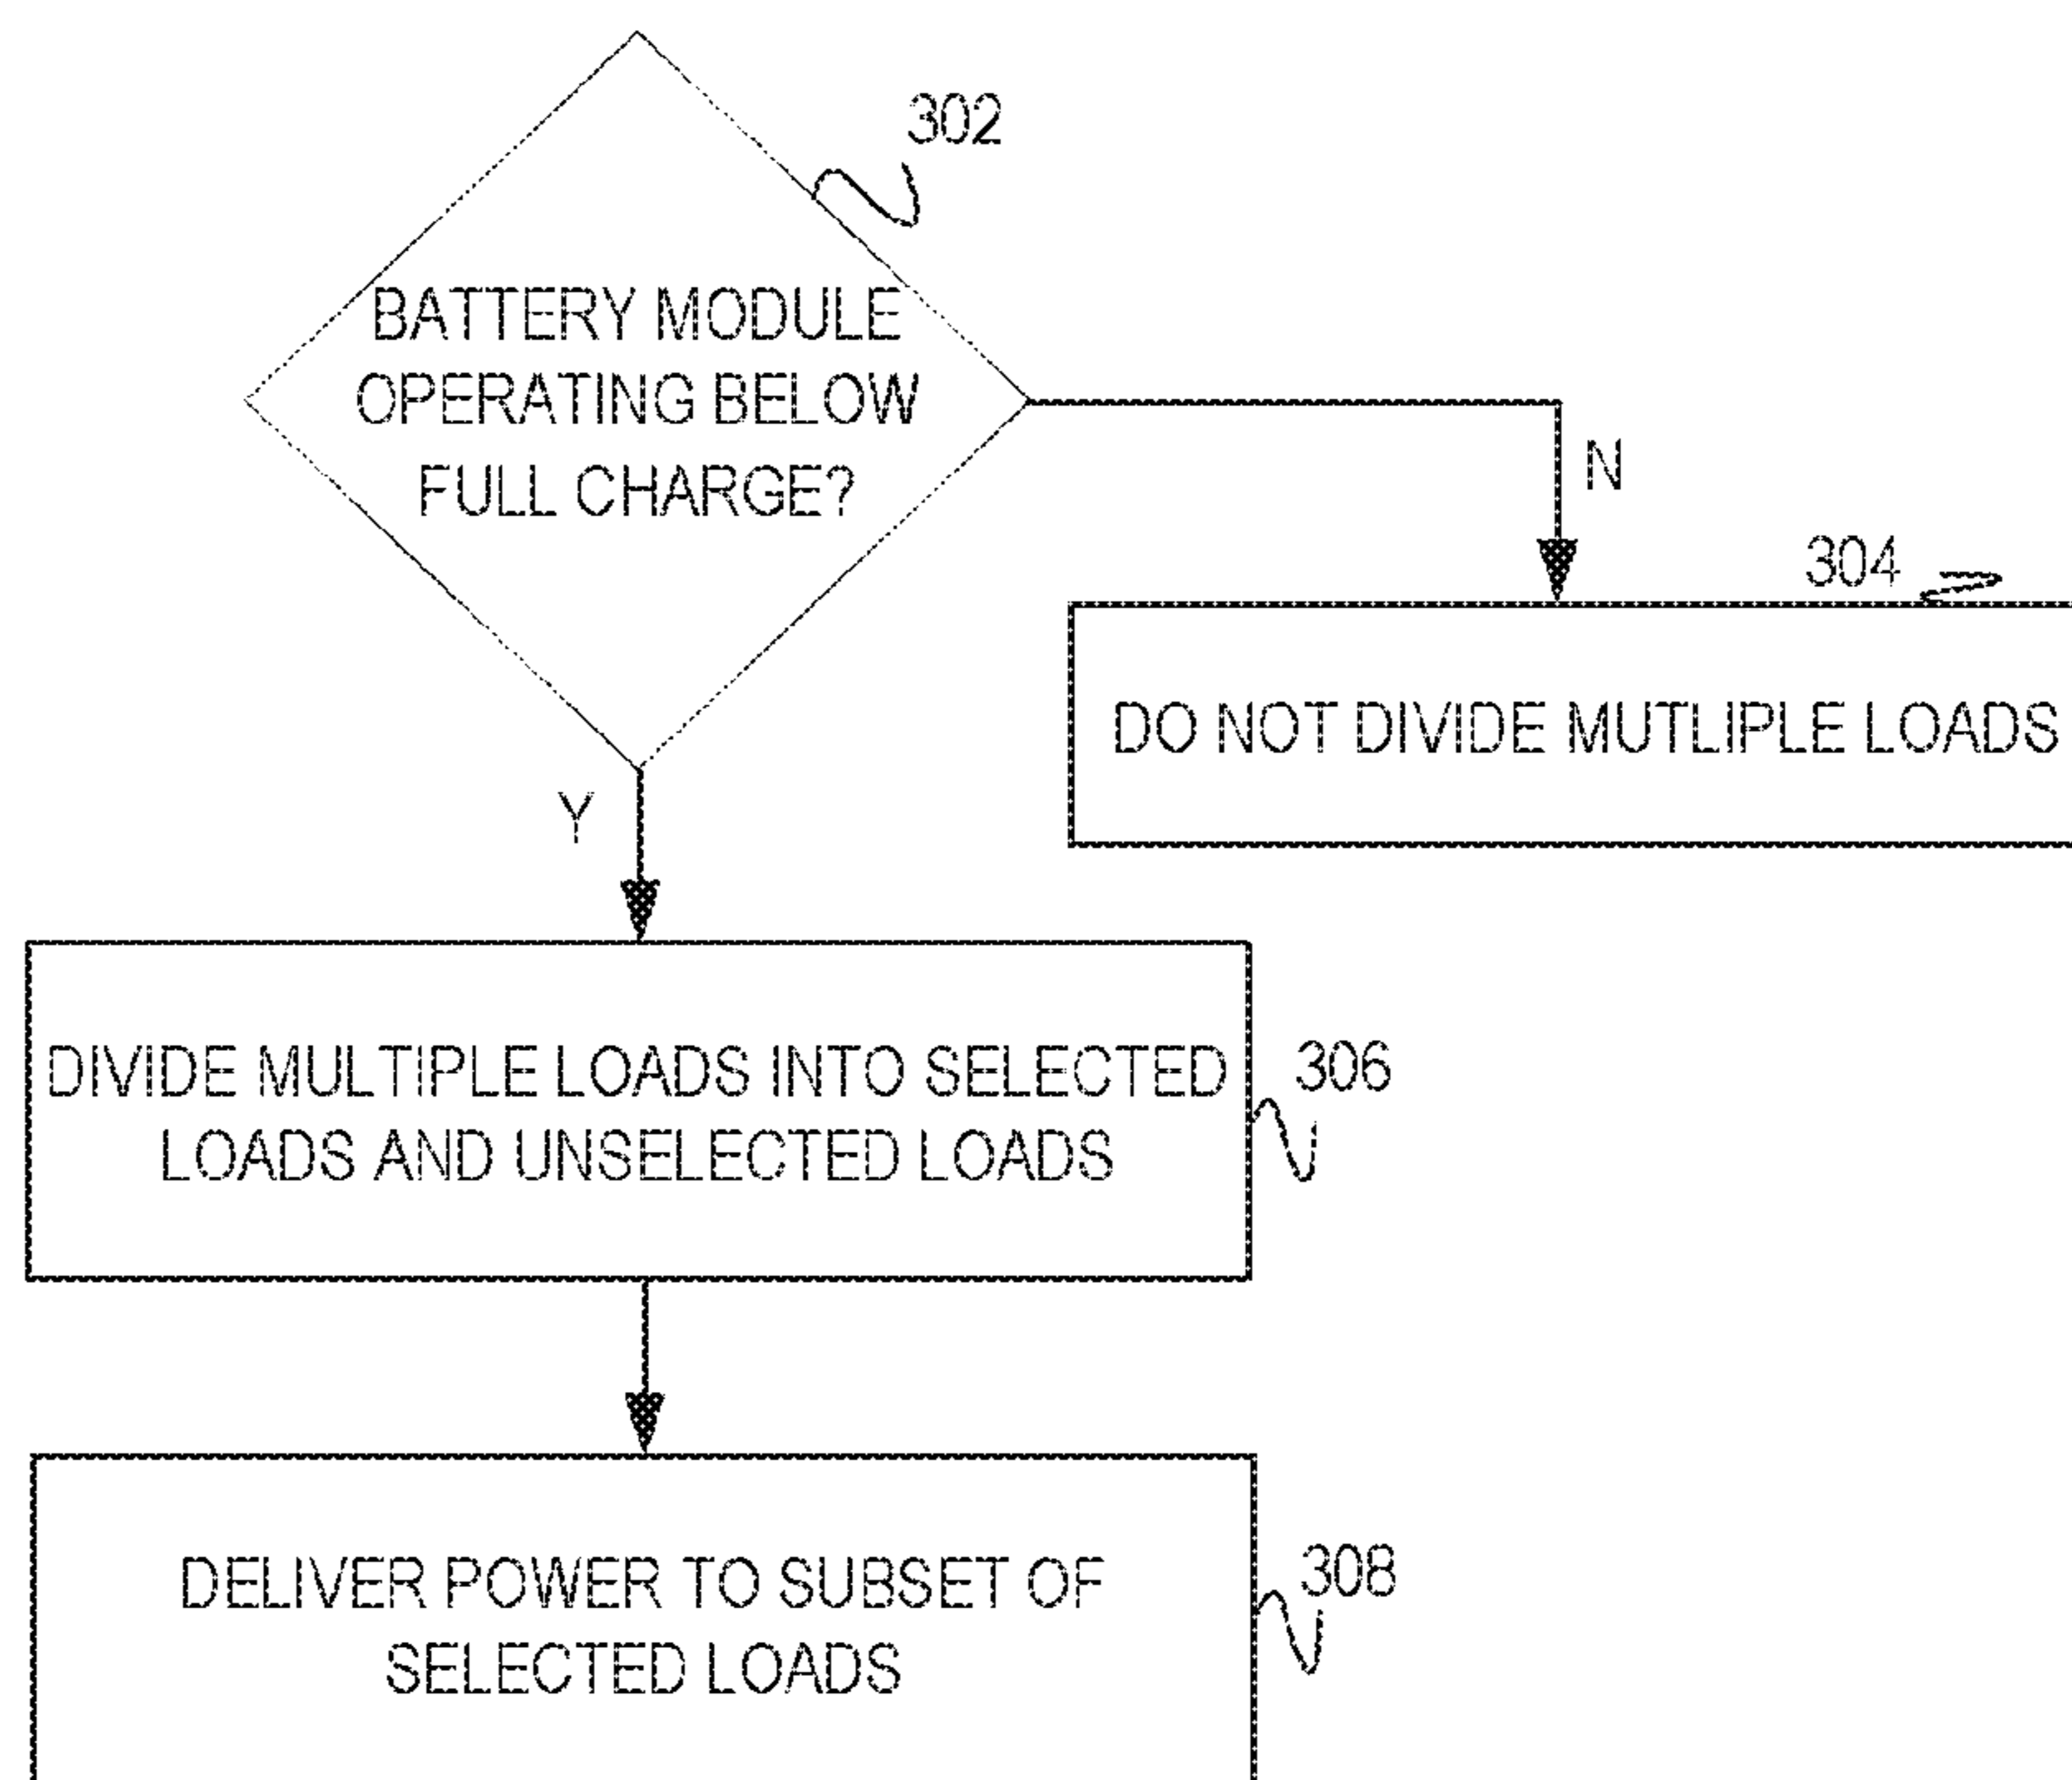 302
BATTERY MODULE
OPERATING BELOW
FULL CHARGE?
N
304
DO NOT DIVIDE MUTLIPLE LOADS
Y
DIVIDE MULTIPLE LOADS INTO SELECTED
LOADS AND UNSELECTED LOADS
306
DELIVER POWER TO SUBSET OF
SELECTED LOADS
308